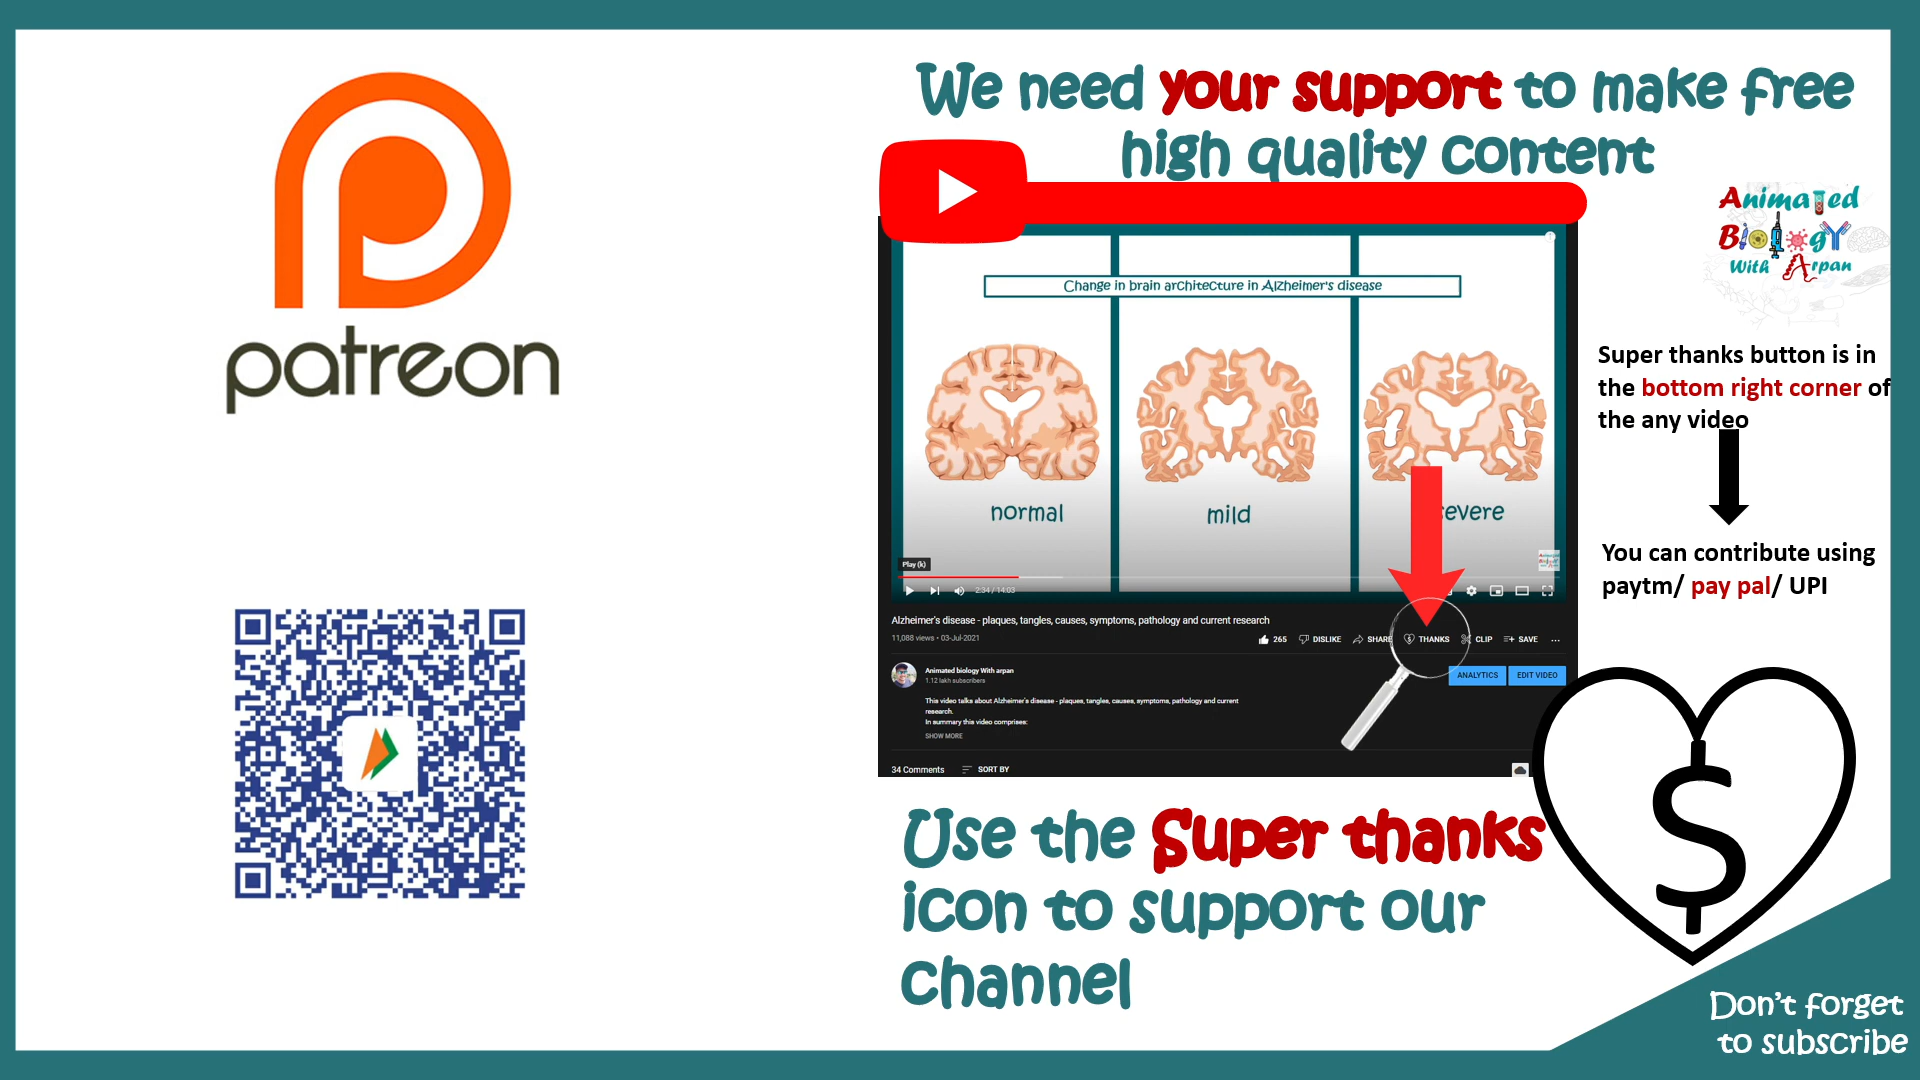 patreon
We need your support to make free
high quality content
Animated
Biology
With Arpan
Change in brain architecture in Alzheimer's disease
normal
mild
evere
Play (k)
2:34 / 14:03
Alzheimer's disease - plaques, tangles, causes, symptoms, pathology and current research
11,088 views • 03-Jul-2021
265 DISLIKE SHARE THANKS CLIP SAVE ...
Animated biology With arpan
1.12 lakh subscribers
ANALYTICS EDIT VIDEO
This video talks about Alzheimer's disease - plaques, tangles, causes, symptoms, pathology and current
research.
In summary this video comprises:
SHOW MORE
34 Comments SORT BY
Super thanks button is in
the bottom right corner of
the any video
You can contribute using
paytm/ pay pal/ UPI
$
Use the Super thanks
icon to support our
channel
Don't forget
to subscribe